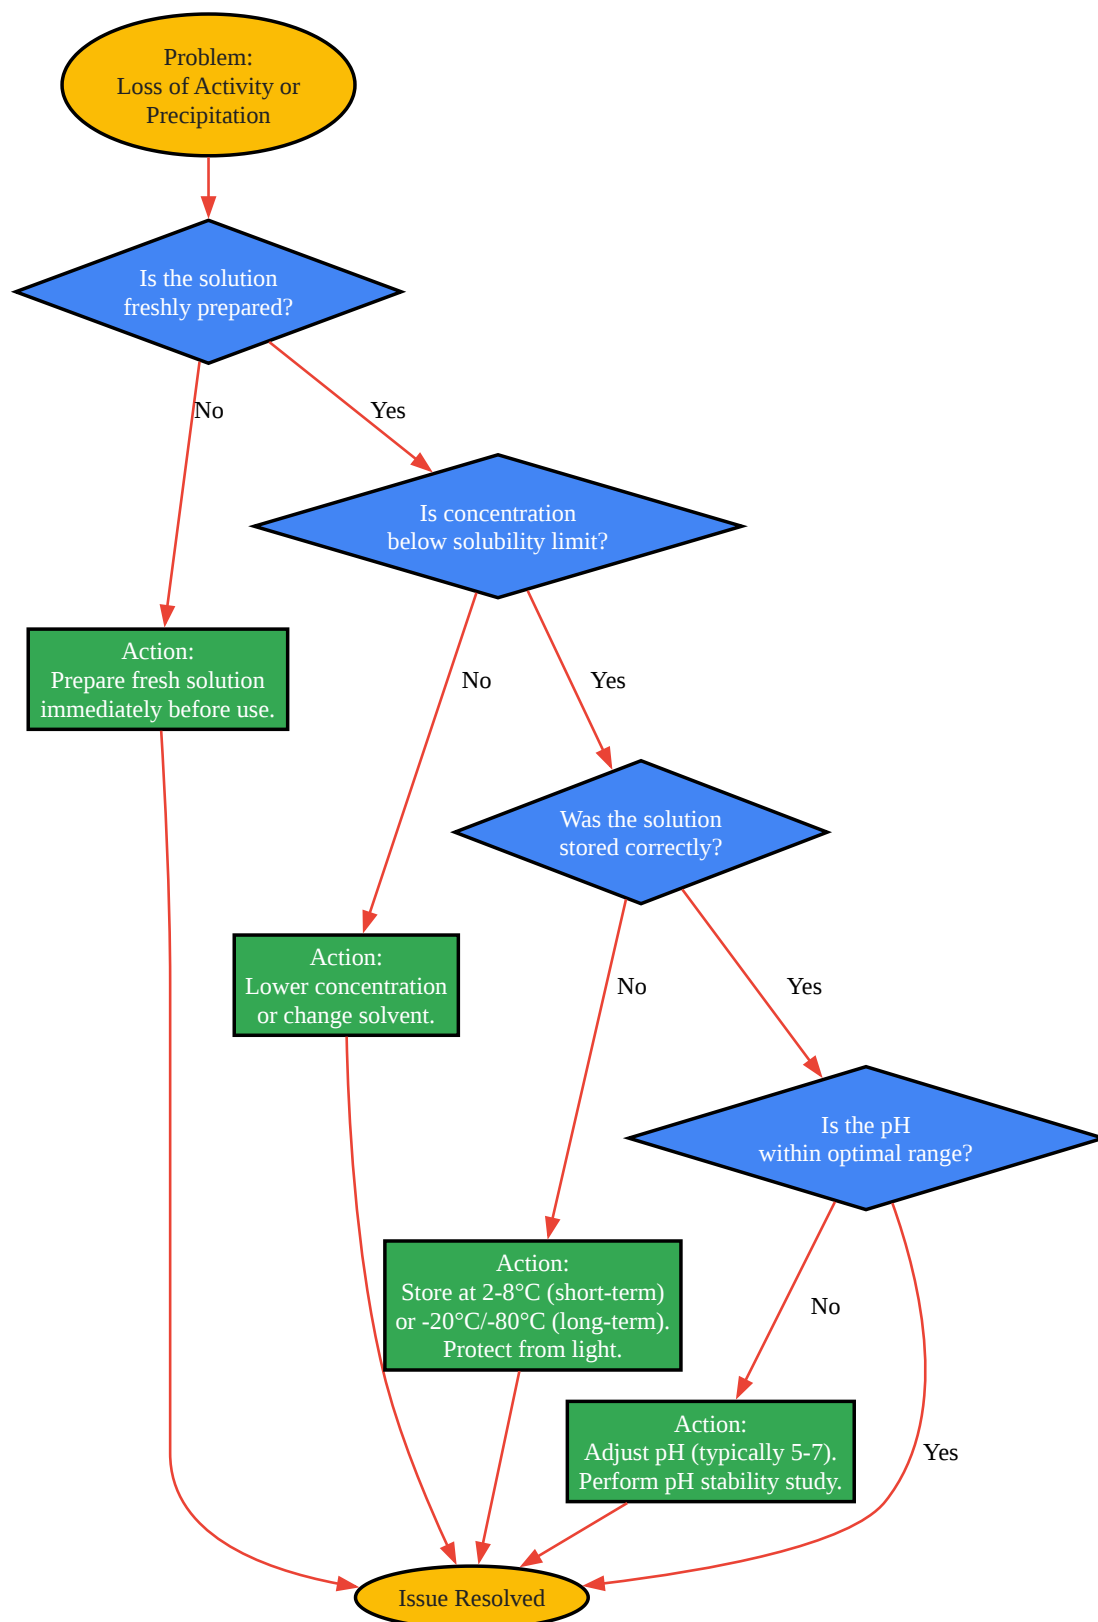 Problem:
Loss of Activity or
Precipitation
Is the solution
freshly prepared?
No
Yes
Is concentration
below solubility limit?
Action:
Prepare fresh solution
immediately before use.
No
Yes
Was the solution
stored correctly?
Action:
Lower concentration
or change solvent.
No
Yes
Is the pH
within optimal range?
Action:
Store at 2-8°C (short-term)
or -20°C/-80°C (long-term).
Protect from light.
No
Action:
Adjust pH (typically 5-7).
Perform pH stability study.
Yes
Issue Resolved